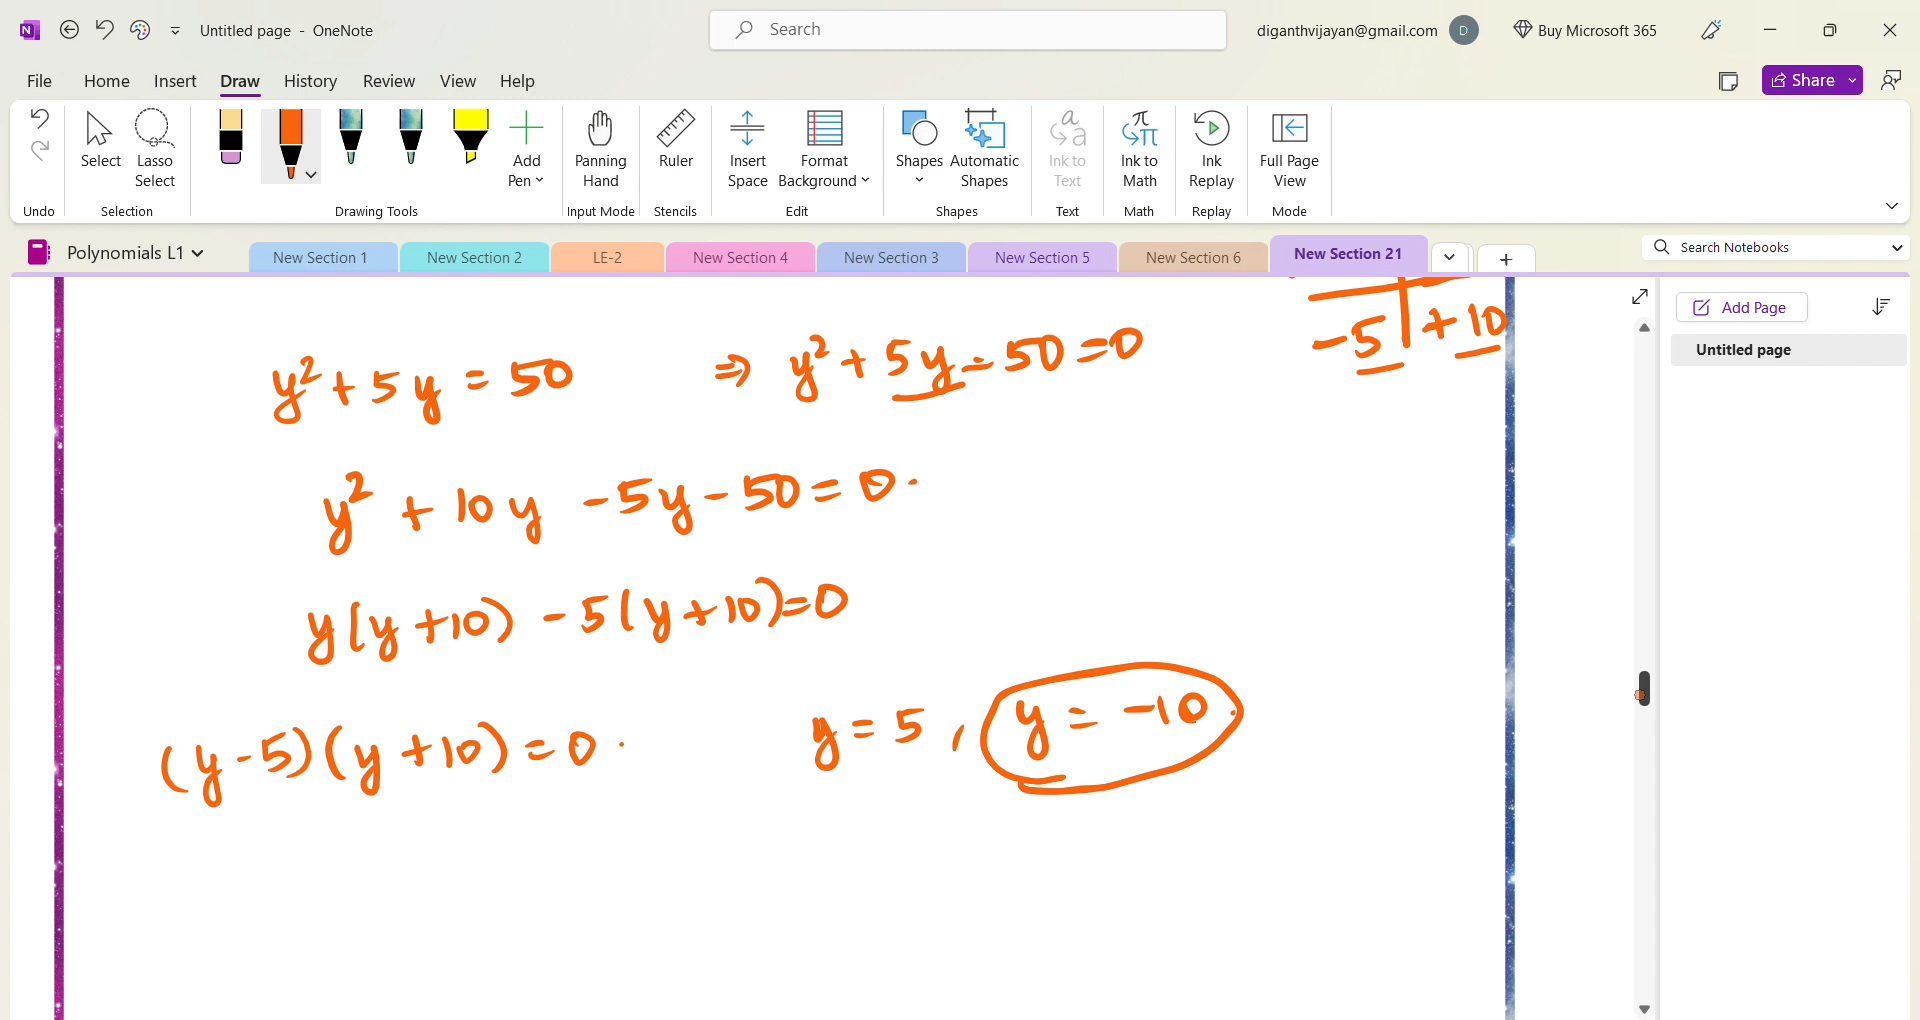 Untitled page - OneNote
Search
diganthvijayan@gmail.com
D
Buy Microsoft 365
File Home Insert Draw History Review View Help
Share
Select
Lasso Select
Add Pen
Panning Hand
Ruler
Insert Space
Format Background
Shapes
Automatic Shapes
Ink to Text
Ink to Math
Ink Replay
Full Page View
Undo Selection Drawing Tools Input Mode Stencils Edit Shapes Text Math Replay Mode
Polynomials L1
New Section 1 New Section 2 LE-2 New Section 4 New Section 3 New Section 5 New Section 6 New Section 21
Search Notebooks
Add Page
Untitled page
-5 | +10
y² + 5y = 50 ⇒ y² + 5y - 50 = 0
y² + 10y - 5y - 50 = 0.
y(y+10) - 5(y+10) = 0
(y-5)(y+10) = 0. y = 5, y = -10